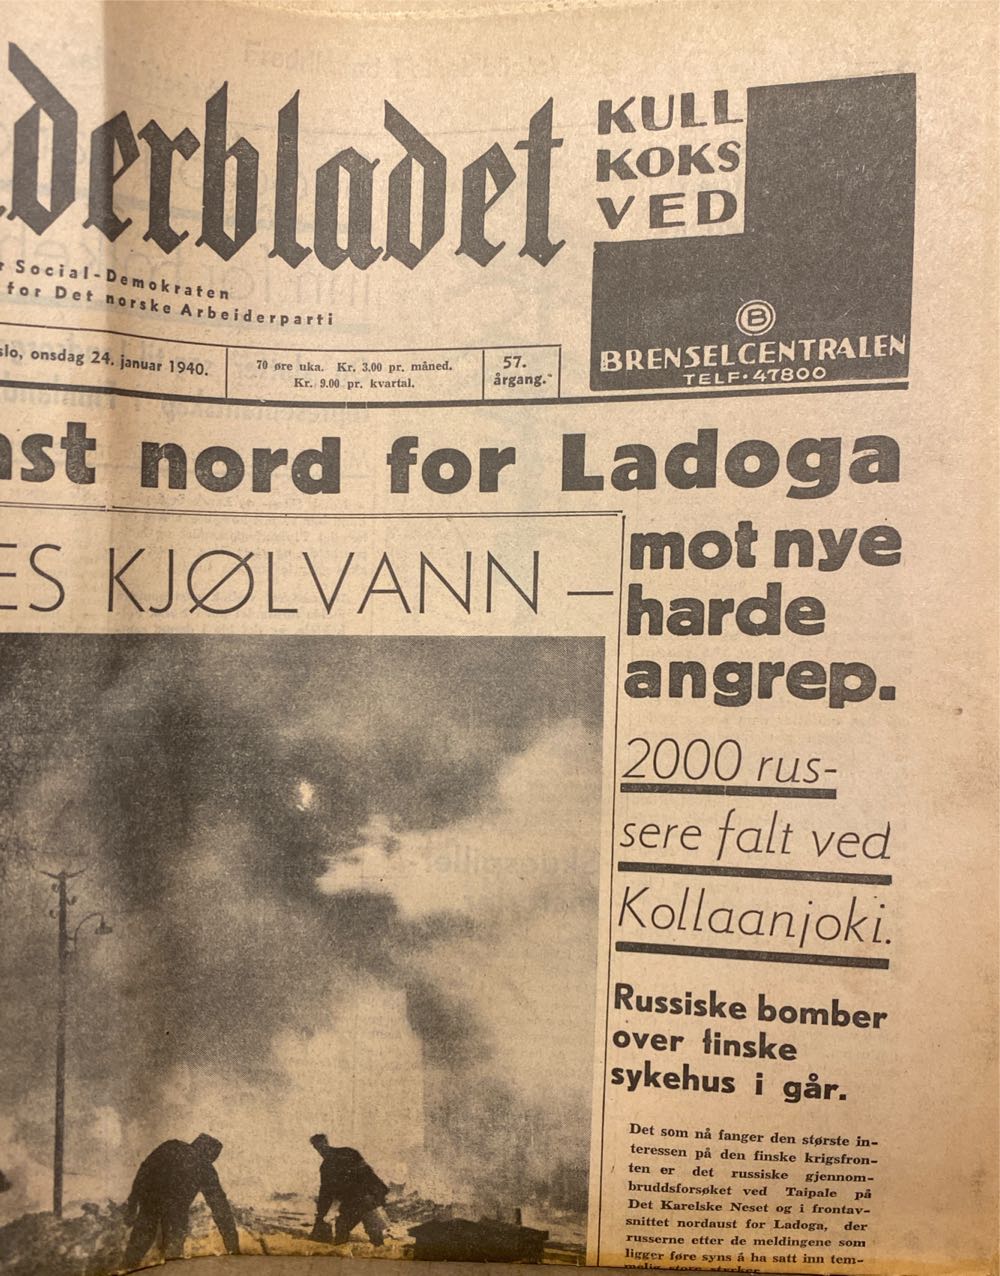 derbladet
KULL
KOKS
VED
B
BRENSELCENTRALEN
TELF·47800
Social-Demokraten
for Det norske Arbeiderparti
slo, onsdag 24. januar 1940.
70 øre uka. Kr. 3.00 pr. måned.
Kr. 9.00 pr. kvartal.
57.
årgang.
st nord for Ladoga
ES KJØLVANN –
mot nye
harde
angrep.
2000 rus-
sere falt ved
Kollaanjoki.
Russiske bomber
over finske
sykehus i går.
Det som nå fanger den største in-
teressen på den finske krigsfron-
ten er det russiske gjennom-
bruddsforsøket ved Taipale på
Det Karelske Neset og i frontav-
snittet nordaust for Ladoga, der
russerne etter de meldingene som
ligger føre syns å ha satt inn tem-
melig store styrker